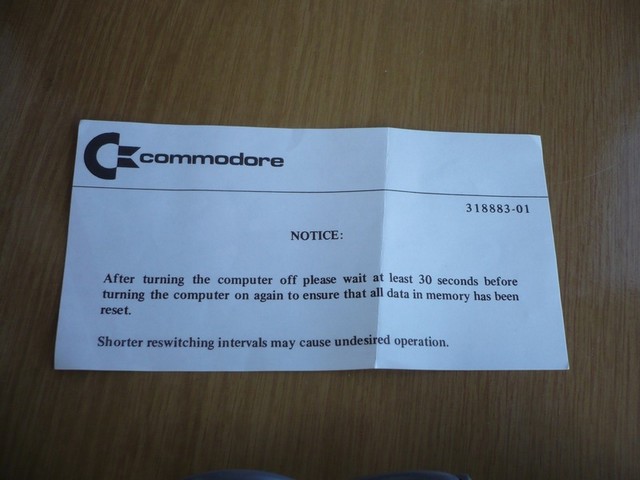 commodore
318883-01
NOTICE:
After turning the computer off please wait at least 30 seconds before
turning the computer on again to ensure that all data in memory has been
reset.
Shorter reswitching intervals may cause undesired operation.